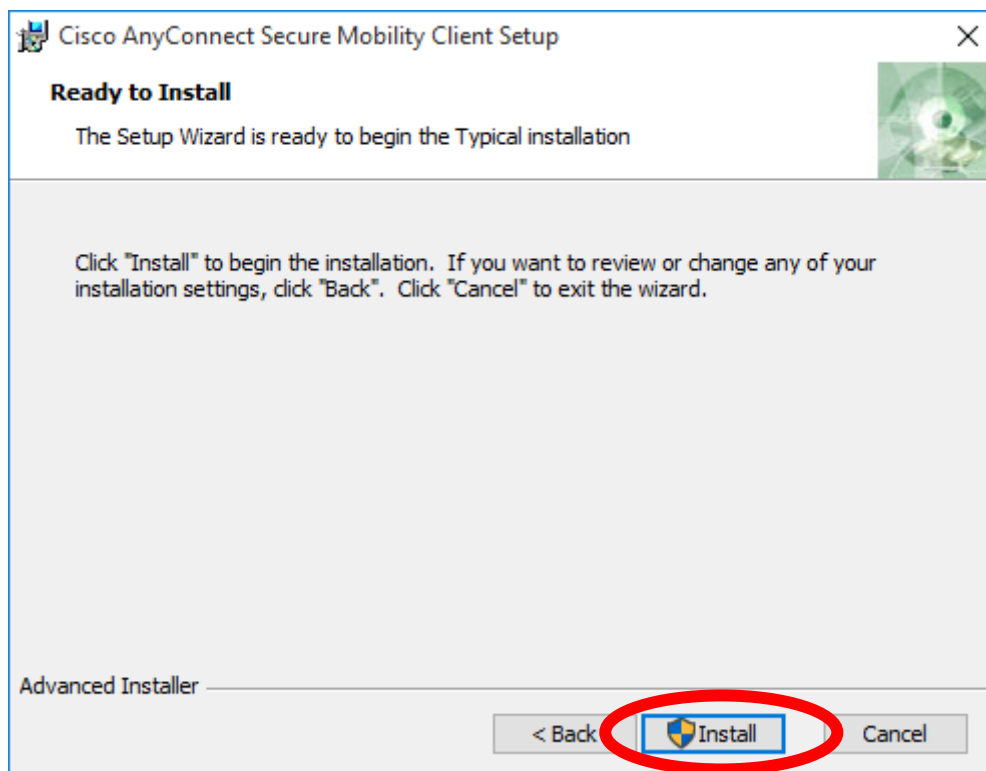 Cisco AnyConnect Secure Mobility Client Setup
Ready to Install
The Setup Wizard is ready to begin the Typical installation
Click "Install" to begin the installation.  If you want to review or change any of your
installation settings, click "Back".  Click "Cancel" to exit the wizard.
Advanced Installer
< Back Install Cancel